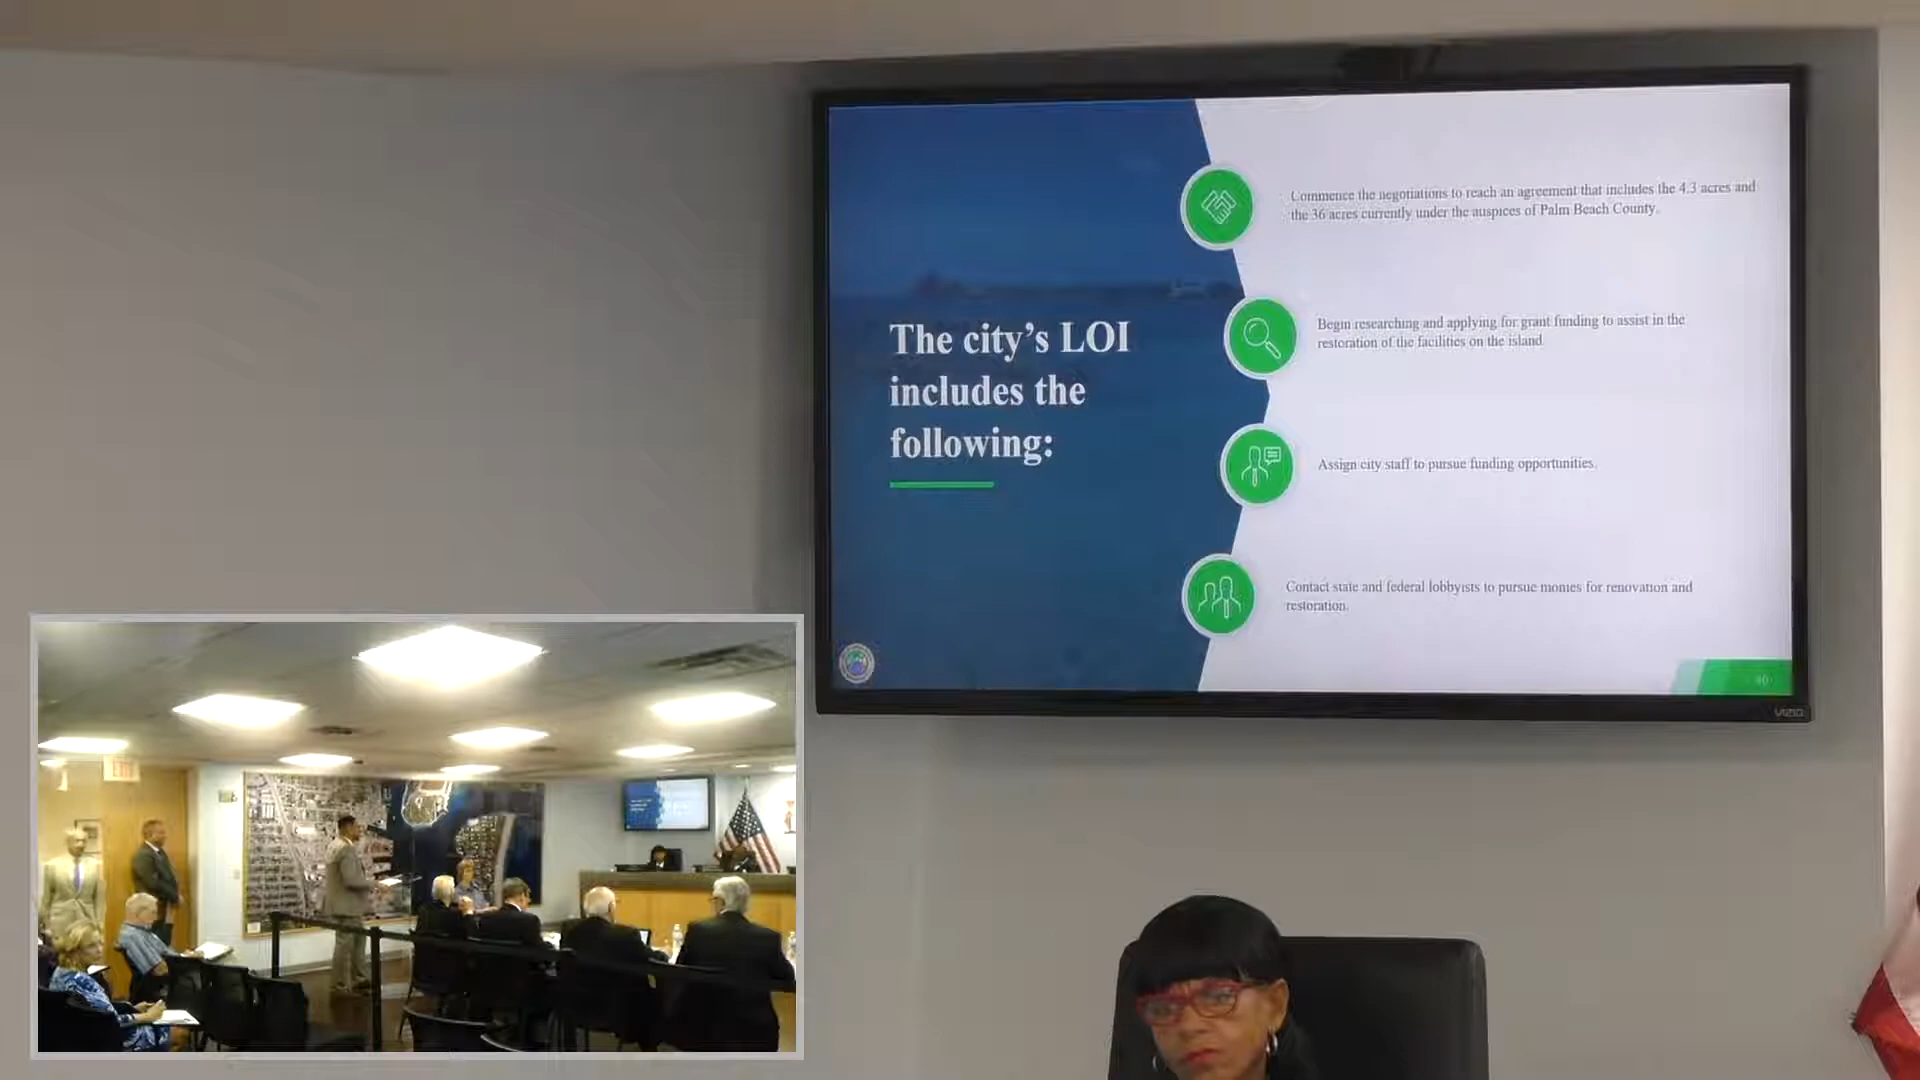 The city's LOI
includes the
following:
Commence the negotiations to reach an agreement that includes the 4.3 acres and
the 36 acres currently under the auspices of Palm Beach County.
Begin researching and applying for grant funding to assist in the
restoration of the facilities on the island
Assign city staff to pursue funding opportunities.
Contact state and federal lobbyists to pursue monies for renovation and
restoration.
VIZIO
EXIT